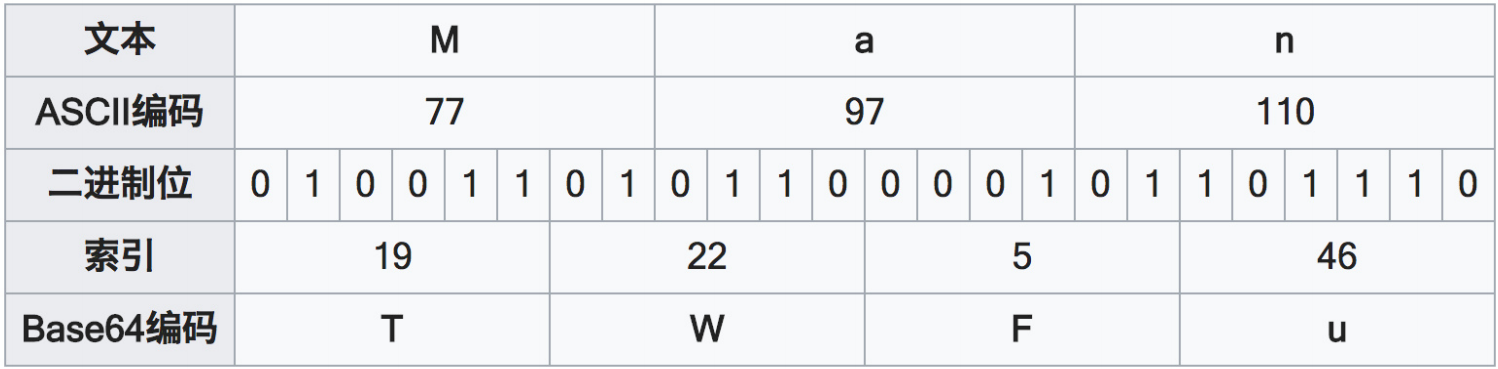 文本 M a n
ASCII编码 77 97 110
二进制位 0 1 0 0 1 1 0 1 0 1 1 0 0 0 0 1 0 1 1 0 1 1 1 0
索引 19 22 5 46
Base64编码 T W F u